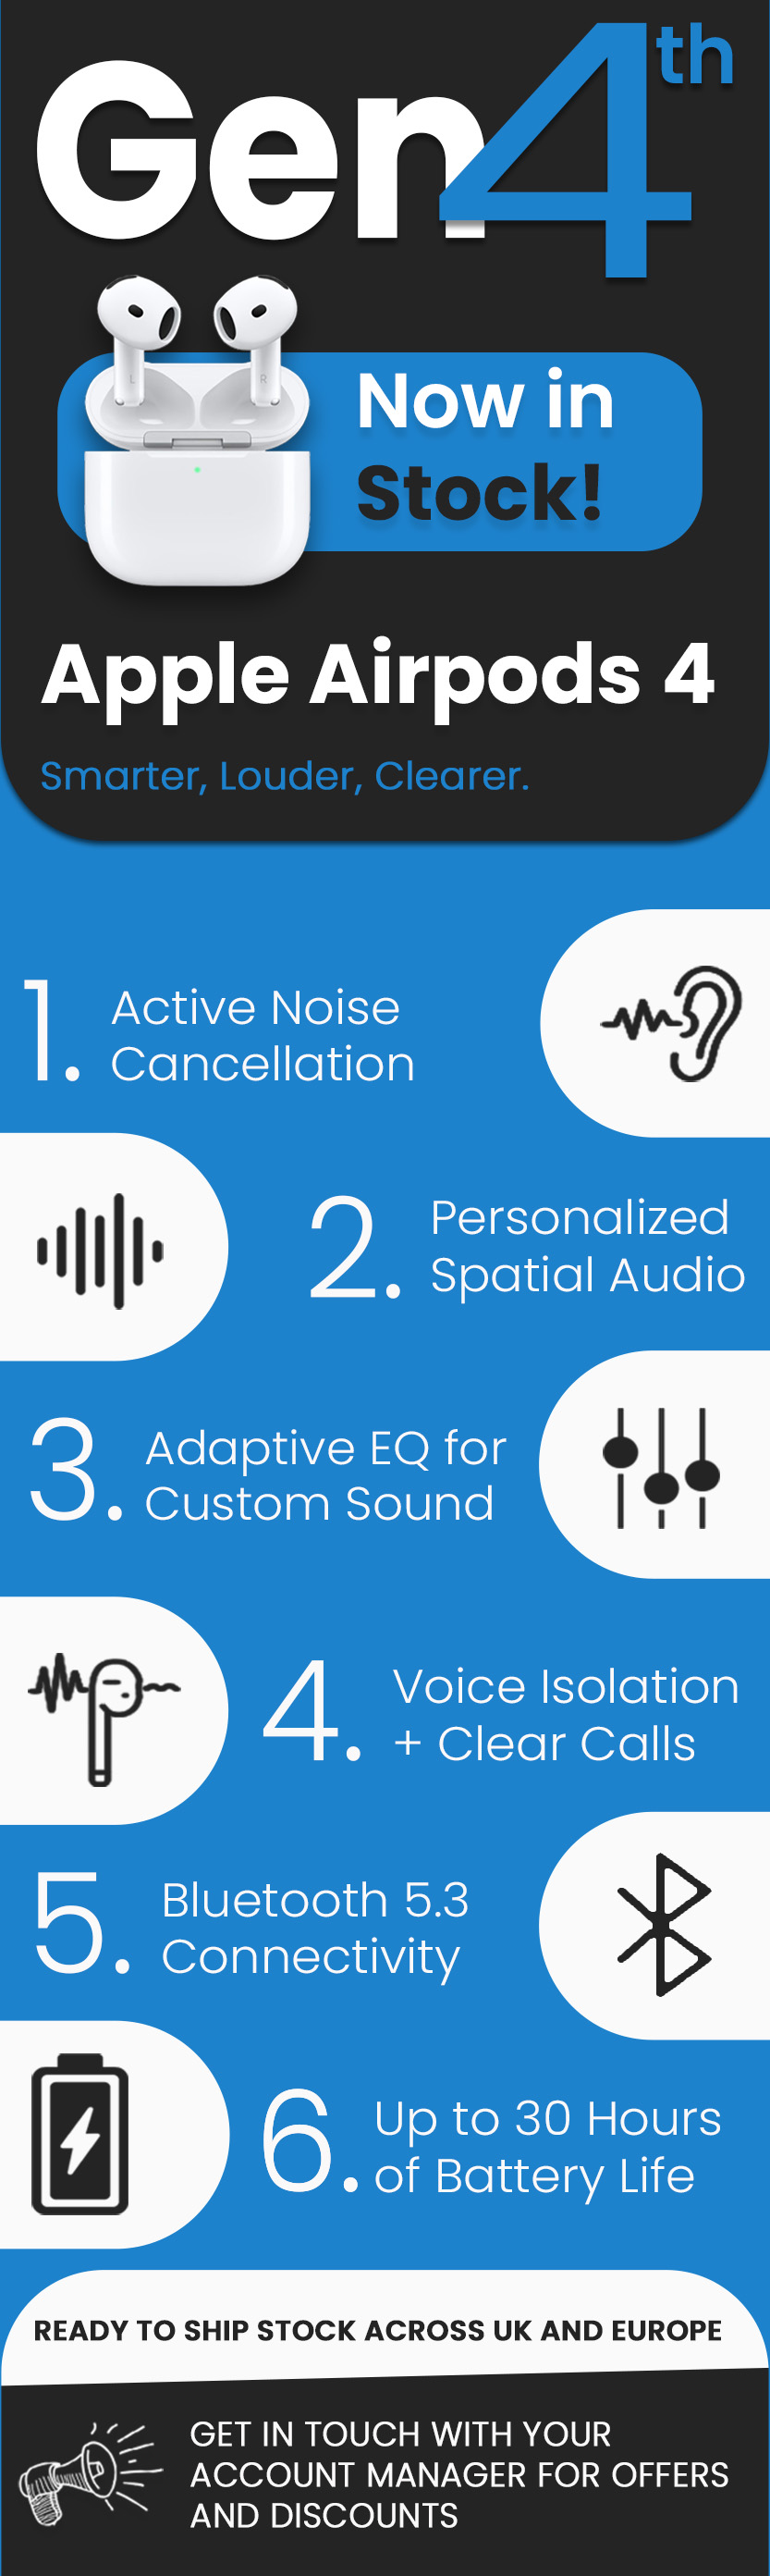 Gen 4th
L R
Now in
Stock!
Apple Airpods 4
Smarter, Louder, Clearer.
1. Active Noise
Cancellation
2. Personalized
Spatial Audio
3. Adaptive EQ for
Custom Sound
4. Voice Isolation
+ Clear Calls
5. Bluetooth 5.3
Connectivity
6. Up to 30 Hours
of Battery Life
READY TO SHIP STOCK ACROSS UK AND EUROPE
GET IN TOUCH WITH YOUR
ACCOUNT MANAGER FOR OFFERS
AND DISCOUNTS